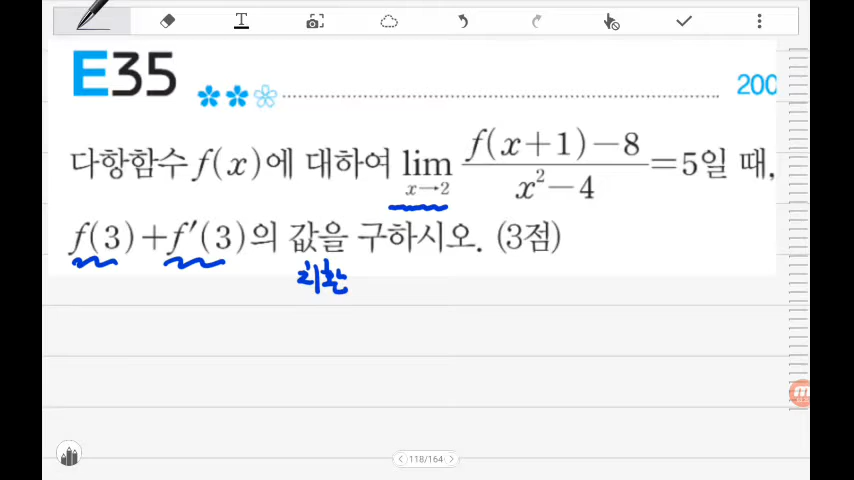 T
E35
200
다항함수 f(x)에 대하여 lim x→2 f(x+1)-8 / x²-4 =5일 때,
f(3)+f'(3)의 값을 구하시오. (3점)
치환
118/164